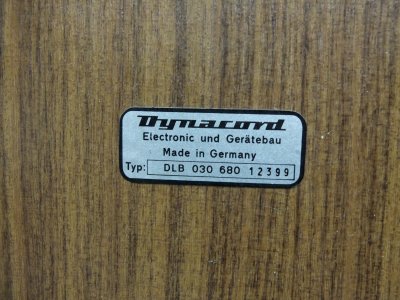 Dynacord
Electronic und Gerätebau
Made in Germany
Typ: DLB 030 680 12399